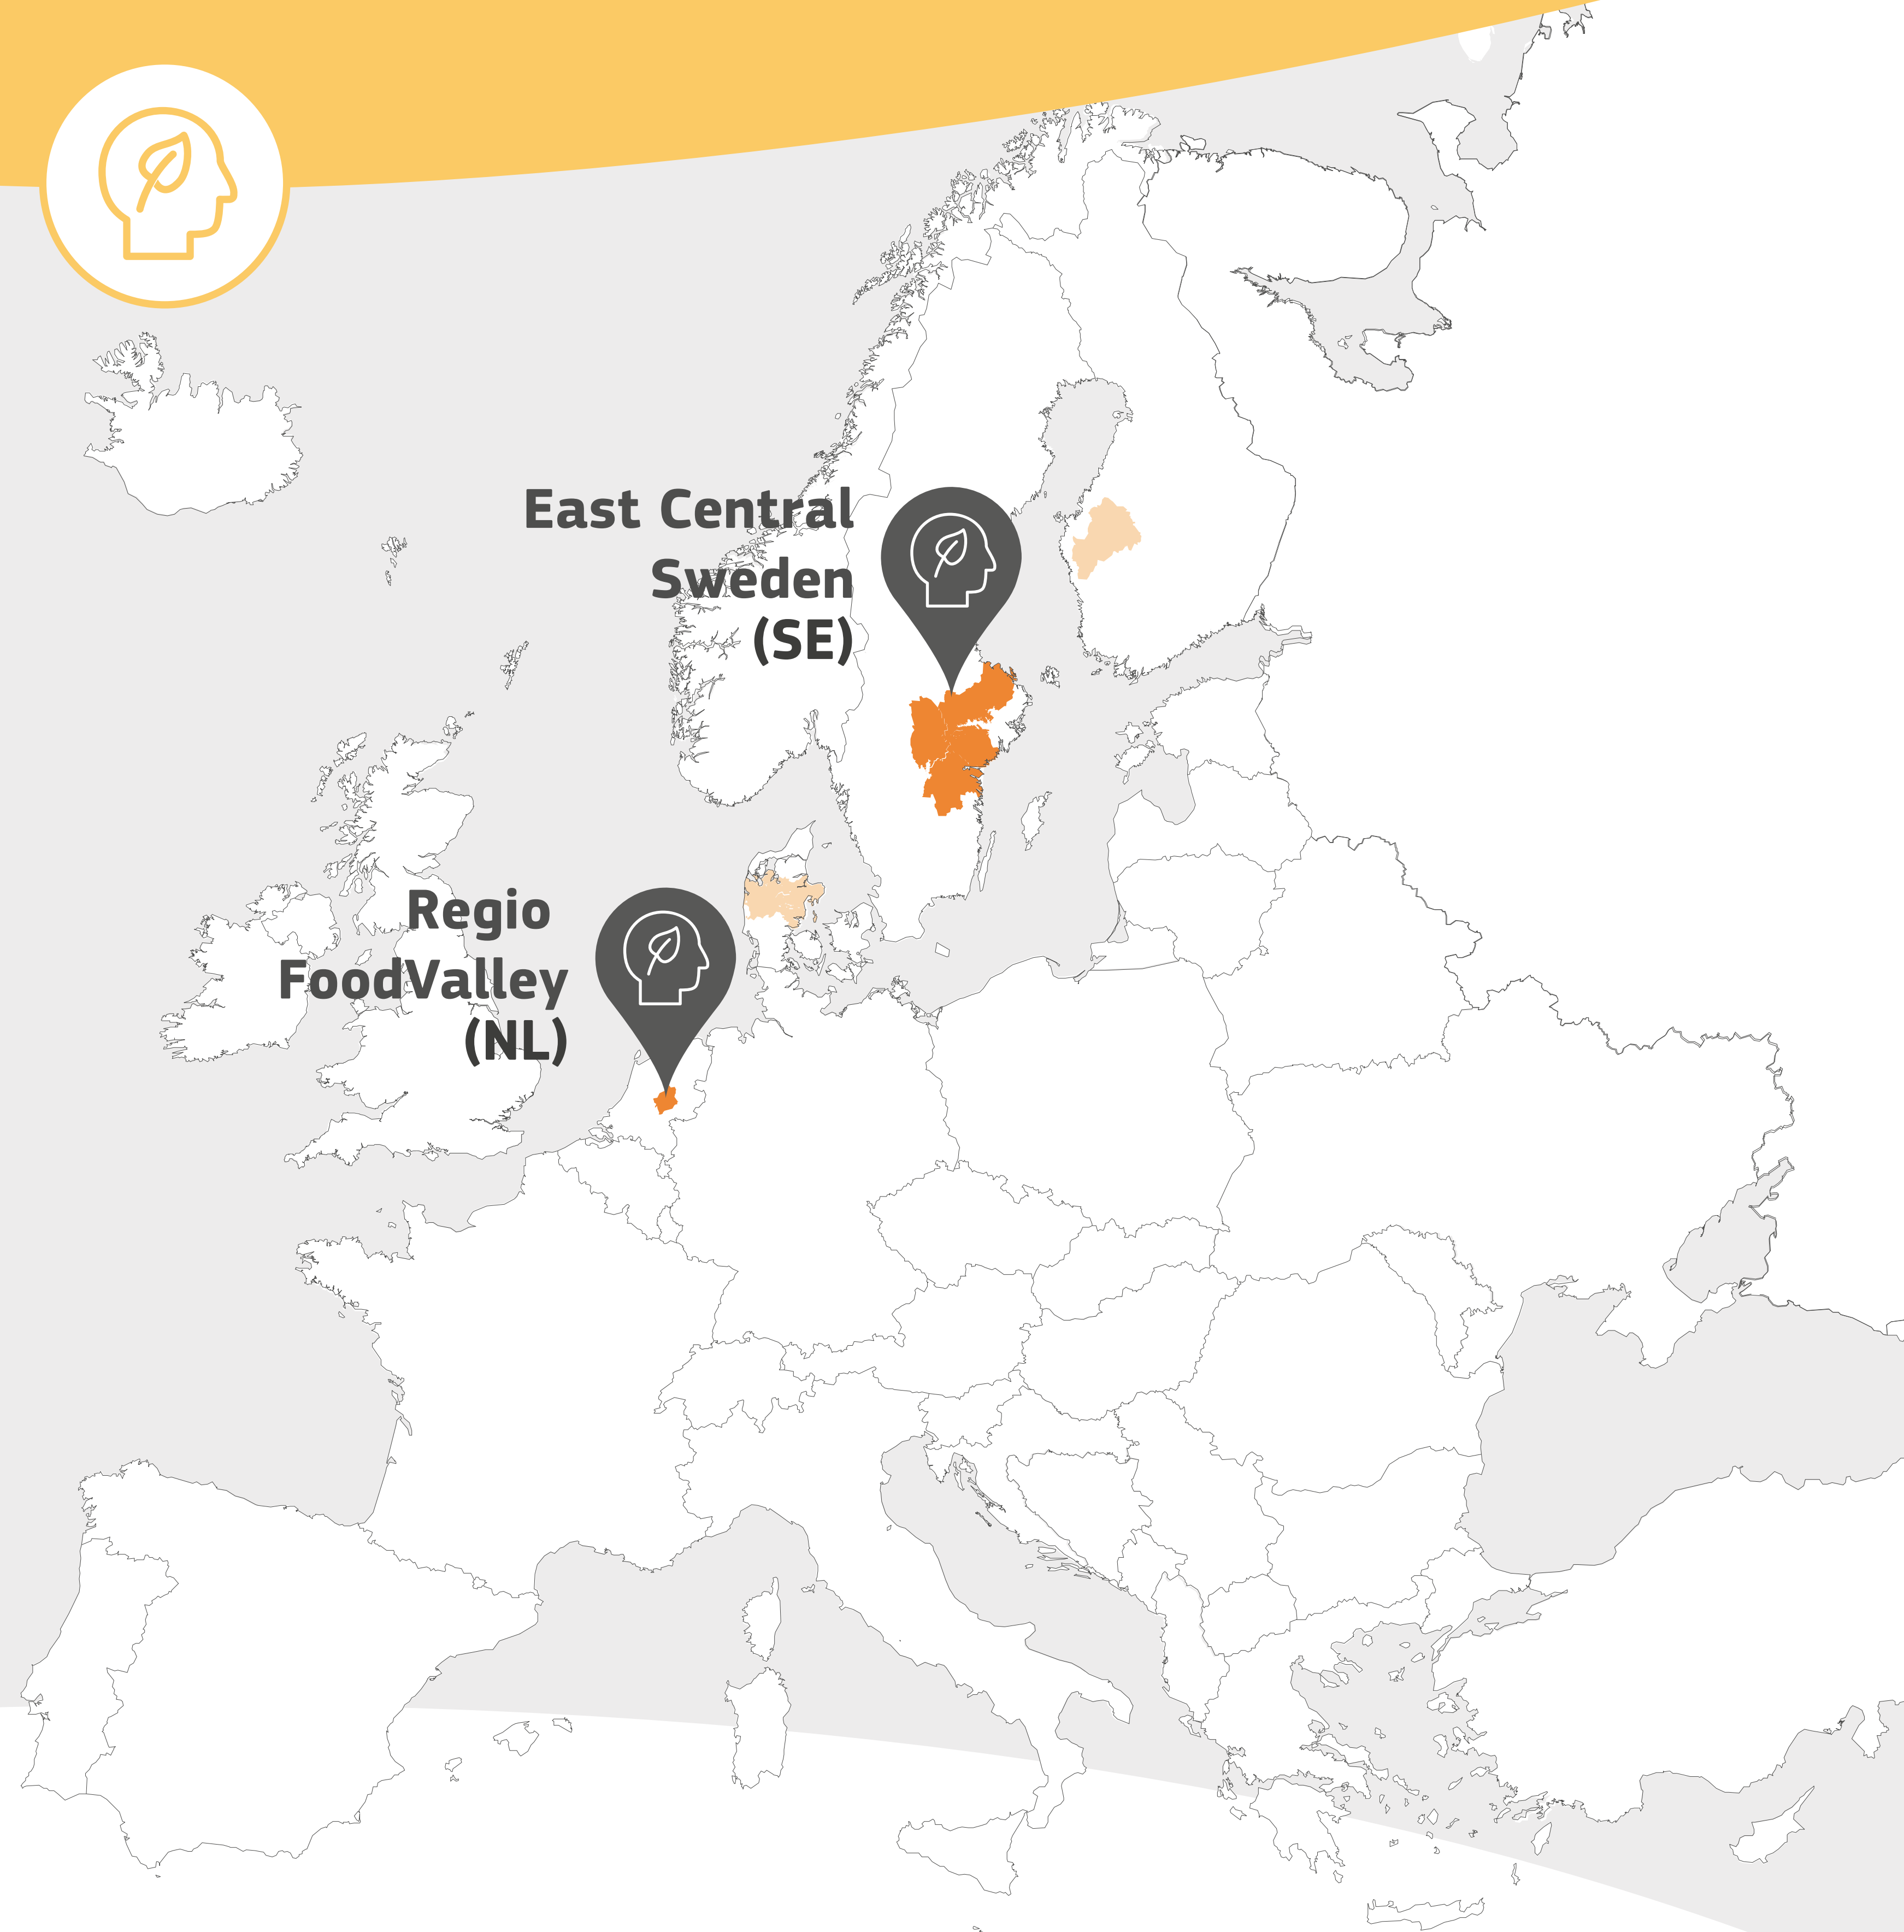 East Central
Sweden
(SE)
Regio
FoodValley
(NL)